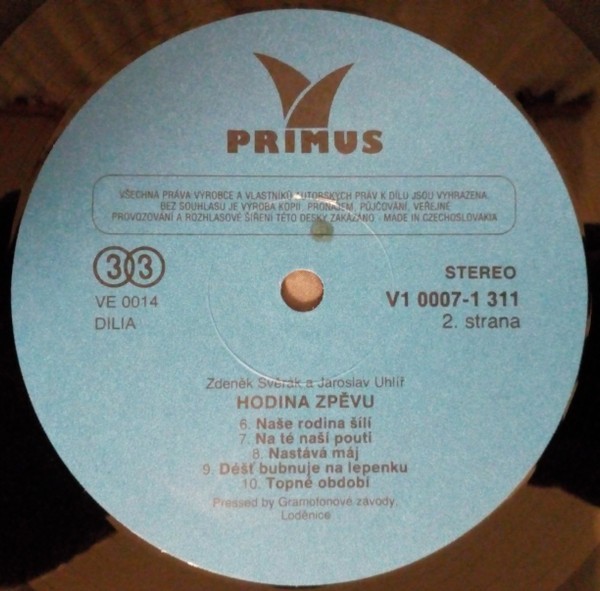 PRIMUS
VŠECHNA PRÁVA VÝROBCE A VLASTNÍKŮ AUTORSKÝCH PRÁV K DÍLU JSOU VYHRAZENA.
BEZ SOUHLASU JE VÝROBA KOPIÍ, PRONÁJEM, PŮJČOVÁNÍ, VEŘEJNÉ
PROVOZOVÁNÍ A ROZHLASOVÉ ŠÍŘENÍ TÉTO DESKY ZAKÁZÁNO - MADE IN CZECHOSLOVAKIA
33
VE 0014
DILIA
STEREO
V1 0007-1 311
2. strana
Zdeněk Svěrák a Jaroslav Uhlíř
HODINA ZPĚVU
6. Naše rodina šílí
7. Na té naší pouti
8. Nastává máj
9. Déšť bubnuje na lepenku
10. Topné období
Pressed by Gramofonové závody,
Loděnice